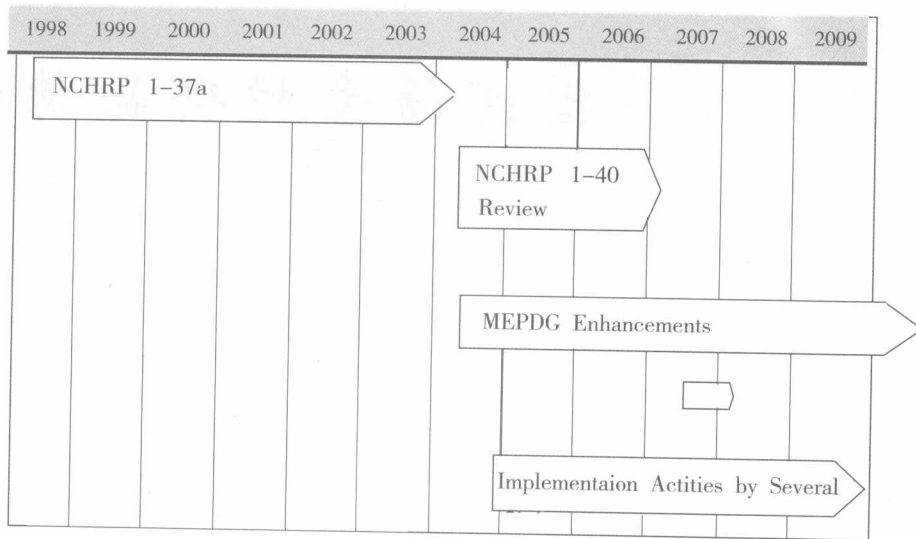 1998 1999 2000 2001 2002 2003 2004 2005 2006 2007 2008 2009
NCHRP 1-37a
NCHRP 1-40
Review
MEPDG Enhancements
Implementaion Actities by Several